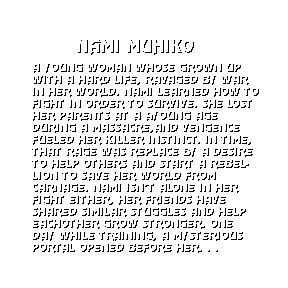 NAMI MUHIKO
A YOUNG WOMAN WHOSE GROWN UP
WITH A HARD LIFE, RAVAGED BY WAR
IN HER WORLD. NAMI LEARNED HOW TO
FIGHT IN ORDER TO SURVIVE. SHE LOST
HER PARENTS AT A YOUNG AGE
DURING A MASSACRE,AND VENGENCE
FUELED HER KILLER INSTINCT. IN TIME,
THAT RAGE WAS REPLACE BY A DESIRE
TO HELP OTHERS AND START A REBEL-
LION TO SAVE HER WORLD FROM
CARNAGE. NAMI ISN'T ALONE IN HER
FIGHT EITHER, HER FRIENDS HAVE
SHARED SIMILAR STUGGLES AND HELP
EACHOTHER GROW STRONGER. ONE
DAY WHILE TRAINING, A MYSTERIOUS
PORTAL OPENED BEFORE HER. . .